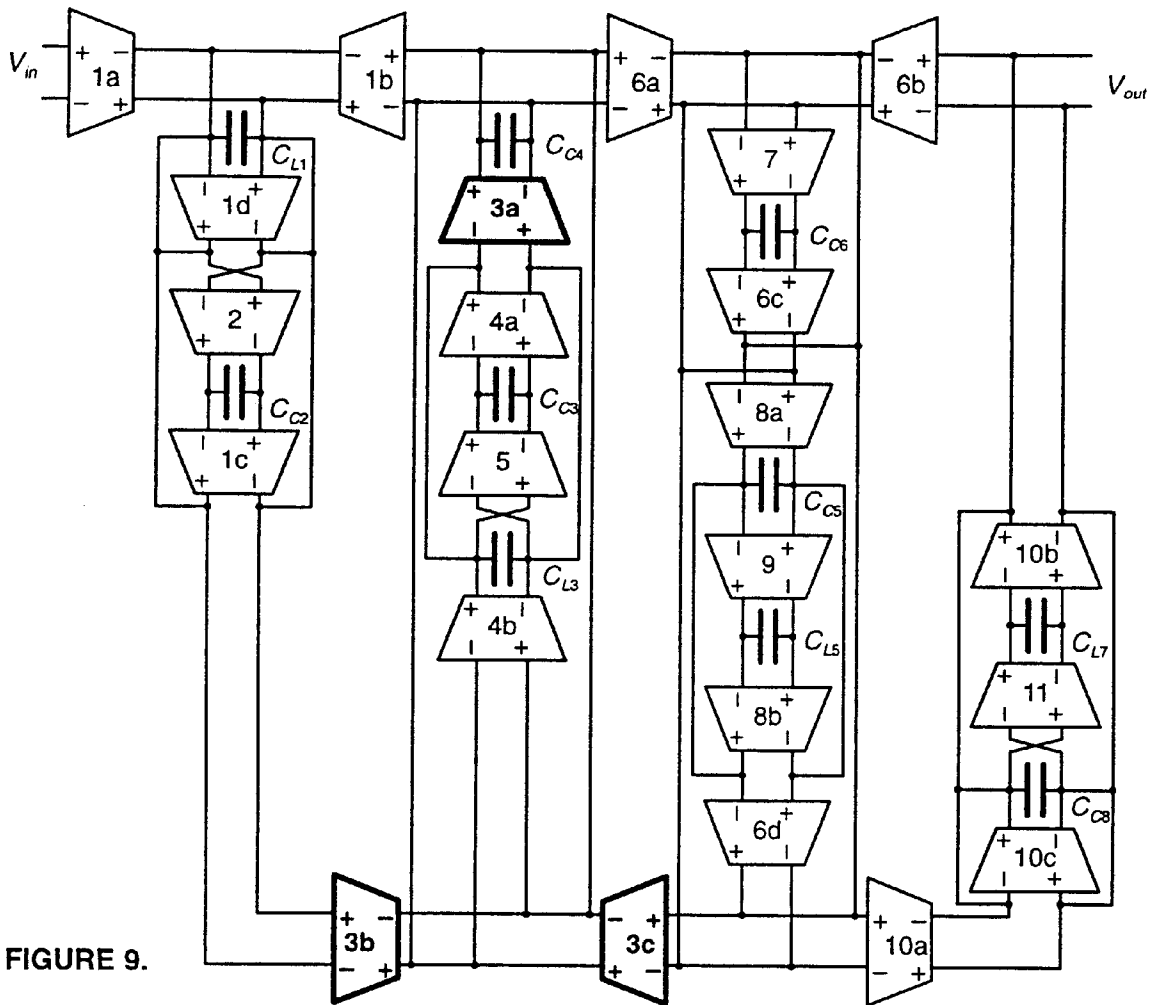 V_in
1a
1b
6a
6b
V_out
C_L1
1d
2
C_C2
1c
C_C4
3a
4a
C_C3
5
C_L3
4b
7
C_C6
6c
8a
C_C5
9
C_L5
8b
6d
10b
C_L7
11
C_C8
10c
3b
3c
10a
FIGURE 9.